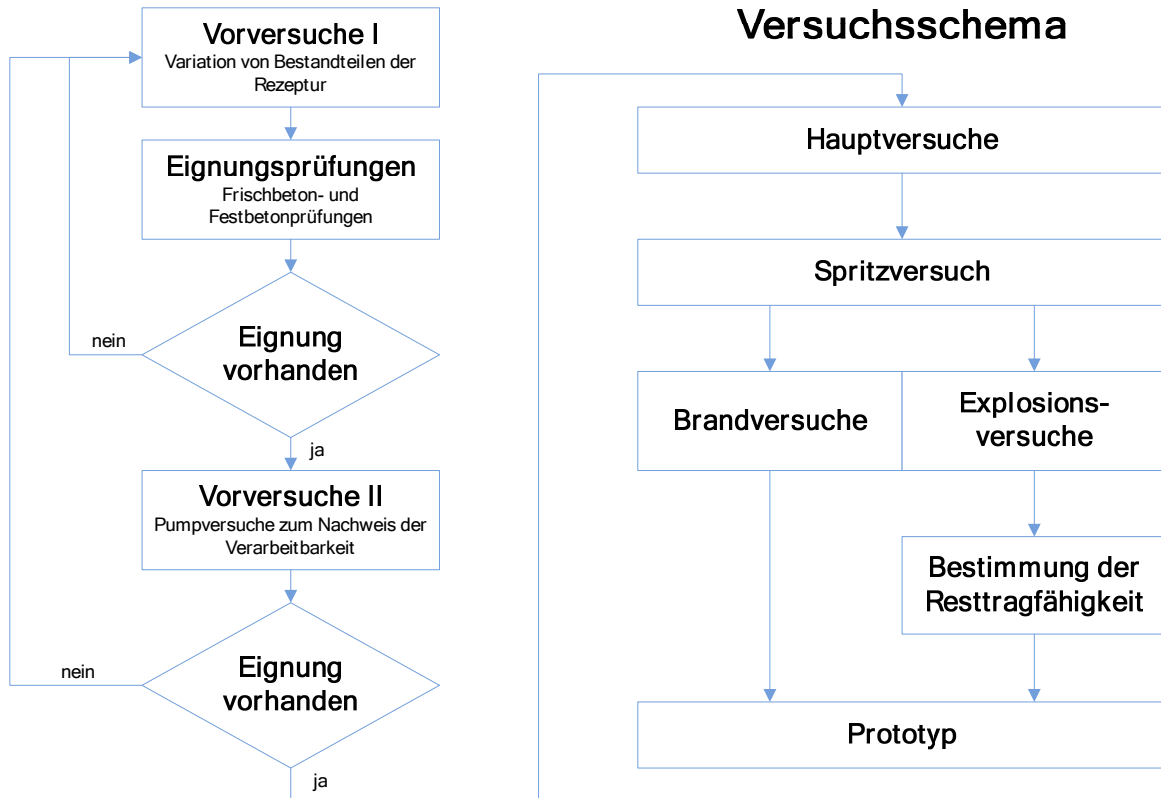 Versuchsschema
Vorversuche I
Variation von Bestandteilen der
Rezeptur
Eignungsprüfungen
Frischbeton- und
Festbetonprüfungen
Eignung
vorhanden
nein
ja
Vorversuche II
Pumpversuche zum Nachweis der
Verarbeitbarkeit
Eignung
vorhanden
nein
ja
Hauptversuche
Spritzversuch
Brandversuche
Explosions-
versuche
Bestimmung der
Resttragfähigkeit
Prototyp